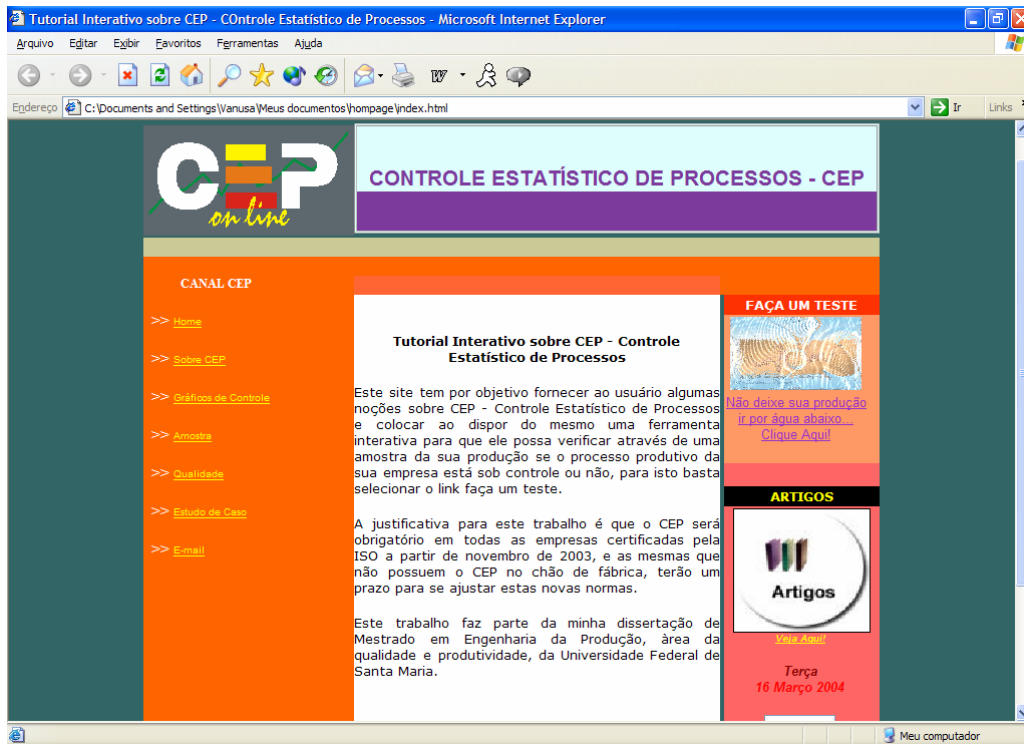 Tutorial Interativo sobre CEP - COntrole Estatístico de Processos - Microsoft Internet Explorer
Arquivo Editar Exibir Favoritos Ferramentas Ajuda
Endereço C:\Documents and Settings\Vanusa\Meus documentos\hompage\index.html Ir Links
CEP
on line
CONTROLE ESTATÍSTICO DE PROCESSOS - CEP
CANAL CEP
>> Home
>> Sobre CEP
>> Gráficos de Controle
>> Amostra
>> Qualidade
>> Estudo de Caso
>> E-mail
Tutorial Interativo sobre CEP - Controle
Estatístico de Processos
Este site tem por objetivo fornecer ao usuário algumas
noções sobre CEP - Controle Estatístico de Processos
e colocar ao dispor do mesmo uma ferramenta
interativa para que ele possa verificar através de uma
amostra da sua produção se o processo produtivo da
sua empresa está sob controle ou não, para isto basta
selecionar o link faça um teste.
A justificativa para este trabalho é que o CEP será
obrigatório em todas as empresas certificadas pela
ISO a partir de novembro de 2003, e as mesmas que
não possuem o CEP no chão de fábrica, terão um
prazo para se ajustar estas novas normas.
Este trabalho faz parte da minha dissertação de
Mestrado em Engenharia da Produção, àrea da
qualidade e produtividade, da Universidade Federal de
Santa Maria.
FAÇA UM TESTE
Não deixe sua produção
ir por água abaixo...
Clique Aqui!
ARTIGOS
Artigos
Veja Aqui!
Terça
16 Março 2004
Meu computador